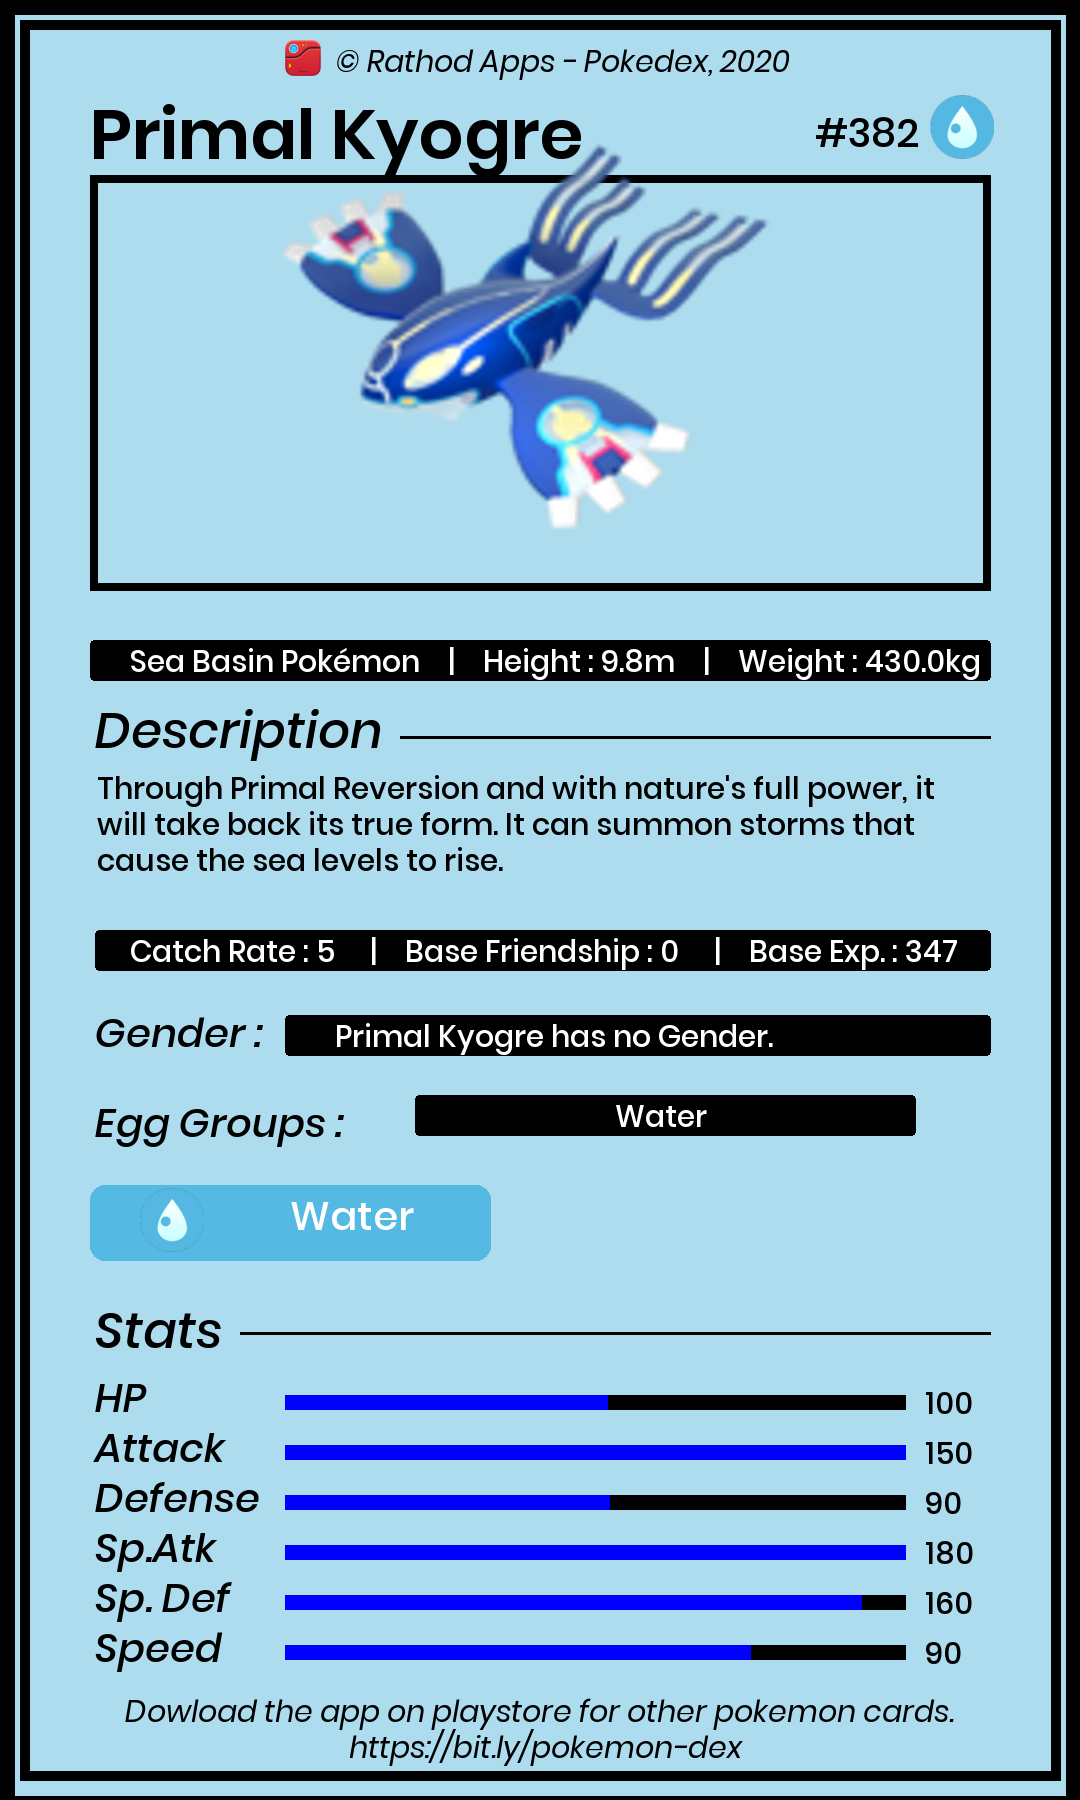 © Rathod Apps - Pokedex, 2020
Primal Kyogre #382
Sea Basin Pokémon | Height : 9.8m | Weight : 430.0kg
Description
Through Primal Reversion and with nature's full power, it
will take back its true form. It can summon storms that
cause the sea levels to rise.
Catch Rate : 5 | Base Friendship : 0 | Base Exp. : 347
Gender : Primal Kyogre has no Gender.
Egg Groups : Water
Water
Stats
HP 100
Attack 150
Defense 90
Sp.Atk 180
Sp. Def 160
Speed 90
Dowload the app on playstore for other pokemon cards.
https://bit.ly/pokemon-dex